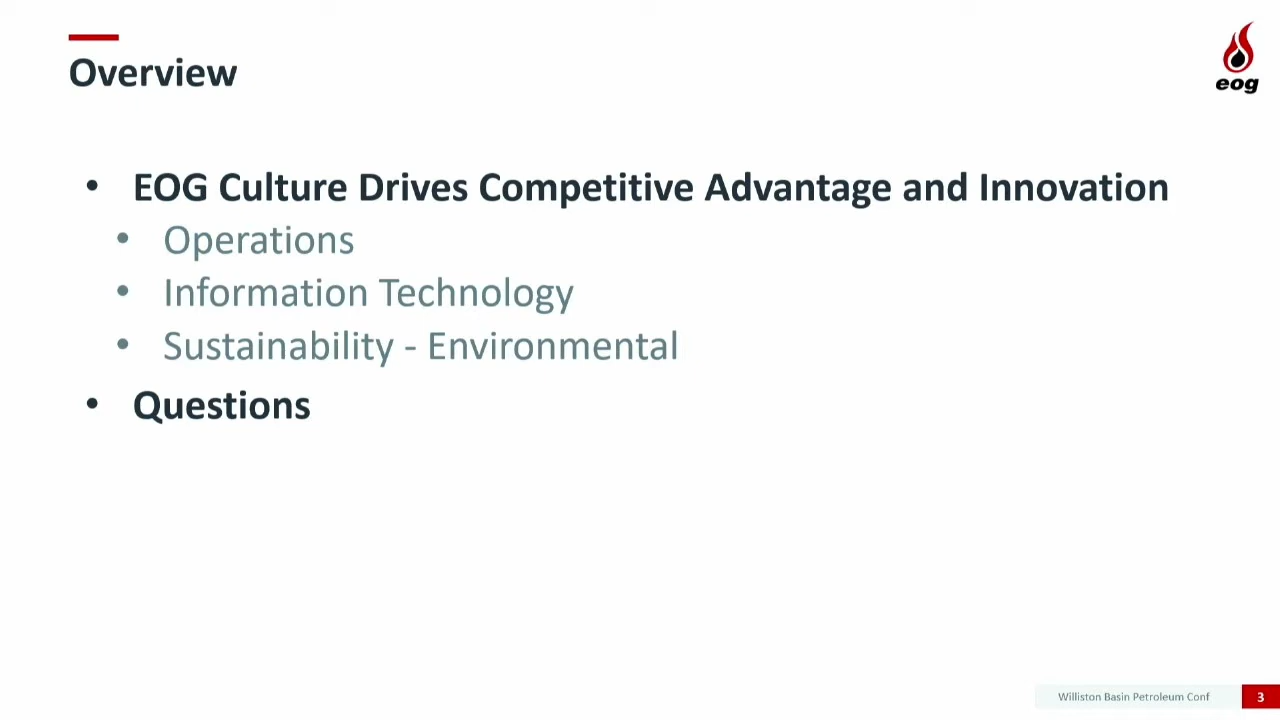 Overview
eog
• EOG Culture Drives Competitive Advantage and Innovation
• Operations
• Information Technology
• Sustainability - Environmental
• Questions
Williston Basin Petroleum Conf
3